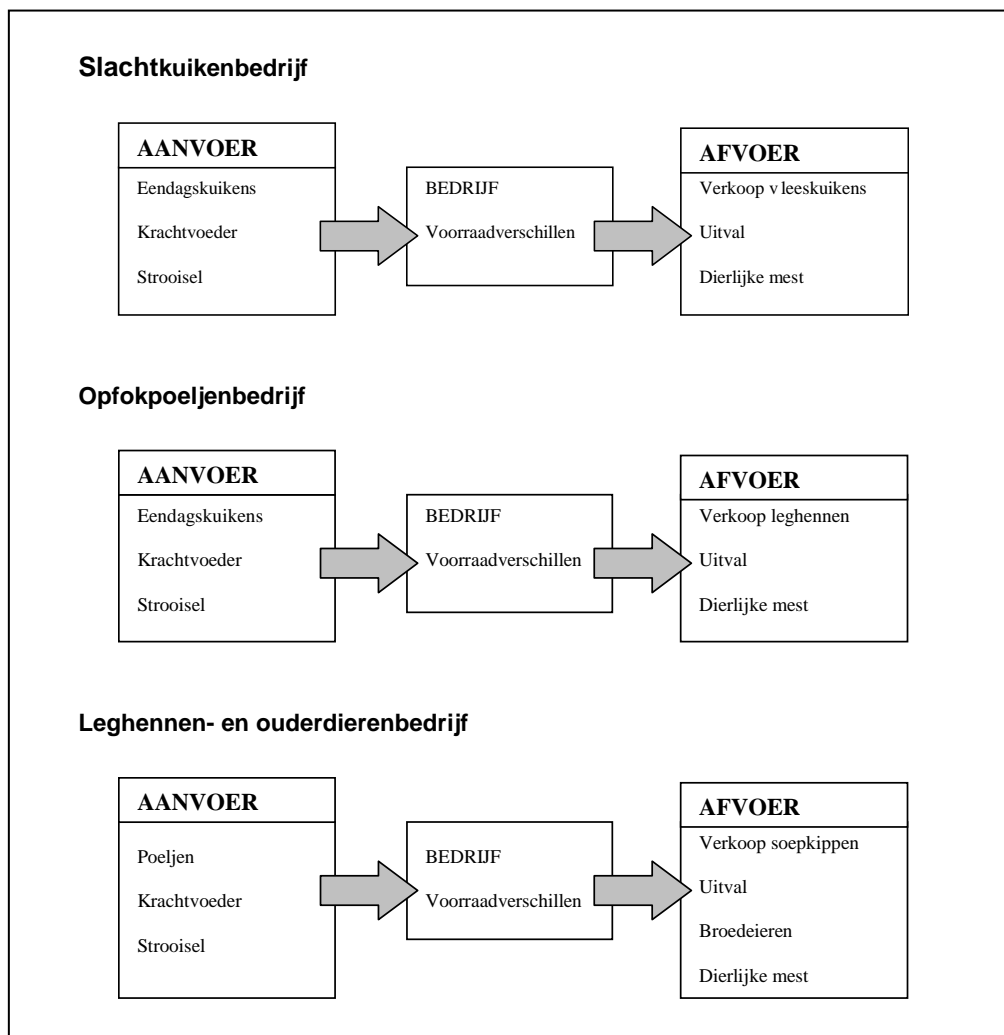 Slachtkuikenbedrijf
AANVOER
Eendagskuikens
Krachtvoeder
Strooisel
BEDRIJF
Voorraadverschillen
AFVOER
Verkoop vleeskuikens
Uitval
Dierlijke mest
Opfokpoeljenbedrijf
AANVOER
Eendagskuikens
Krachtvoeder
Strooisel
BEDRIJF
Voorraadverschillen
AFVOER
Verkoop leghennen
Uitval
Dierlijke mest
Leghennen- en ouderdierenbedrijf
AANVOER
Poeljen
Krachtvoeder
Strooisel
BEDRIJF
Voorraadverschillen
AFVOER
Verkoop soepkippen
Uitval
Broedeieren
Dierlijke mest